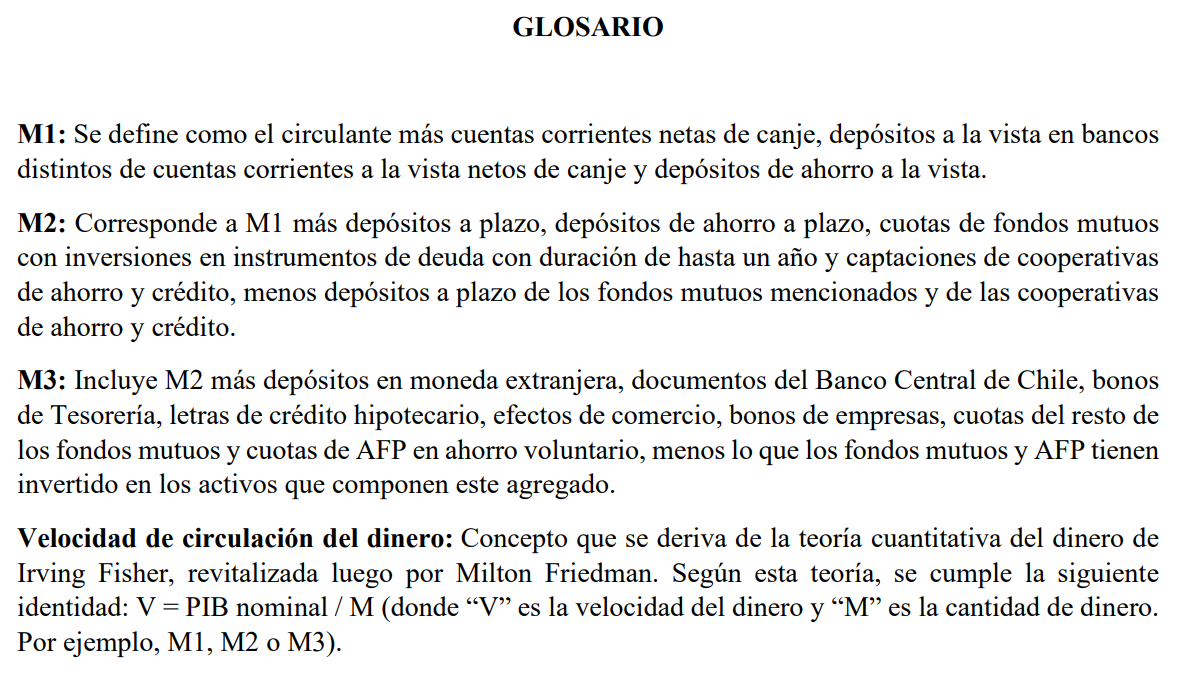 GLOSARIO
M1: Se define como el circulante más cuentas corrientes netas de canje, depósitos a la vista en bancos
distintos de cuentas corrientes a la vista netos de canje y depósitos de ahorro a la vista.
M2: Corresponde a M1 más depósitos a plazo, depósitos de ahorro a plazo, cuotas de fondos mutuos
con inversiones en instrumentos de deuda con duración de hasta un año y captaciones de cooperativas
de ahorro y crédito, menos depósitos a plazo de los fondos mutuos mencionados y de las cooperativas
de ahorro y crédito.
M3: Incluye M2 más depósitos en moneda extranjera, documentos del Banco Central de Chile, bonos
de Tesorería, letras de crédito hipotecario, efectos de comercio, bonos de empresas, cuotas del resto de
los fondos mutuos y cuotas de AFP en ahorro voluntario, menos lo que los fondos mutuos y AFP tienen
invertido en los activos que componen este agregado.
Velocidad de circulación del dinero: Concepto que se deriva de la teoría cuantitativa del dinero de
Irving Fisher, revitalizada luego por Milton Friedman. Según esta teoría, se cumple la siguiente
identidad: V = PIB nominal / M (donde “V” es la velocidad del dinero y “M” es la cantidad de dinero.
Por ejemplo, M1, M2 o M3).